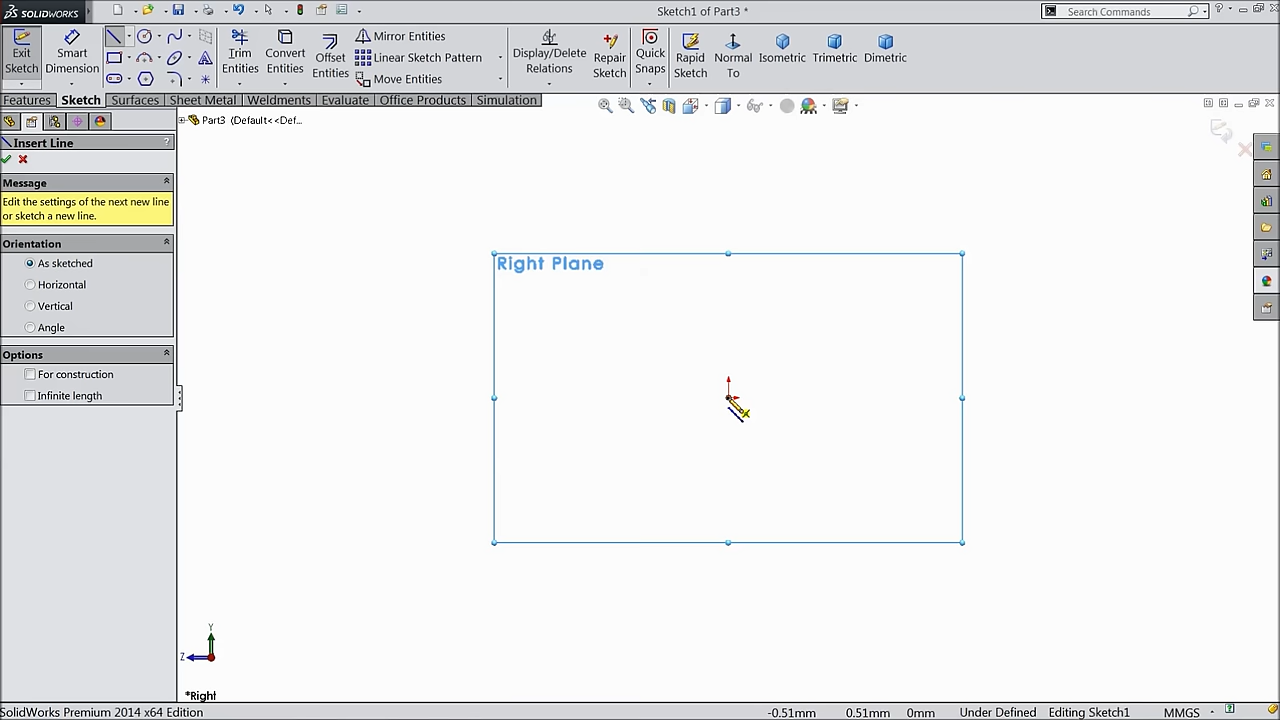 SOLIDWORKS
Sketch1 of Part3 *
Search Commands
?
Exit Sketch
Smart Dimension
Trim Entities
Convert Entities
Offset Entities
Mirror Entities
Linear Sketch Pattern
Move Entities
Display/Delete Relations
Repair Sketch
Quick Snaps
Rapid Sketch
Normal To
Isometric
Trimetric
Dimetric
Features
Sketch
Surfaces
Sheet Metal
Weldments
Evaluate
Office Products
Simulation
Part3 (Default<<Def...
Insert Line
?
Message
Edit the settings of the next new line
or sketch a new line.
Orientation
As sketched
Horizontal
Vertical
Angle
Options
For construction
Infinite length
Right Plane
Y
Z
*Right
SolidWorks Premium 2014 x64 Edition
-0.51mm
0.51mm
0mm
Under Defined
Editing Sketch1
MMGS
?